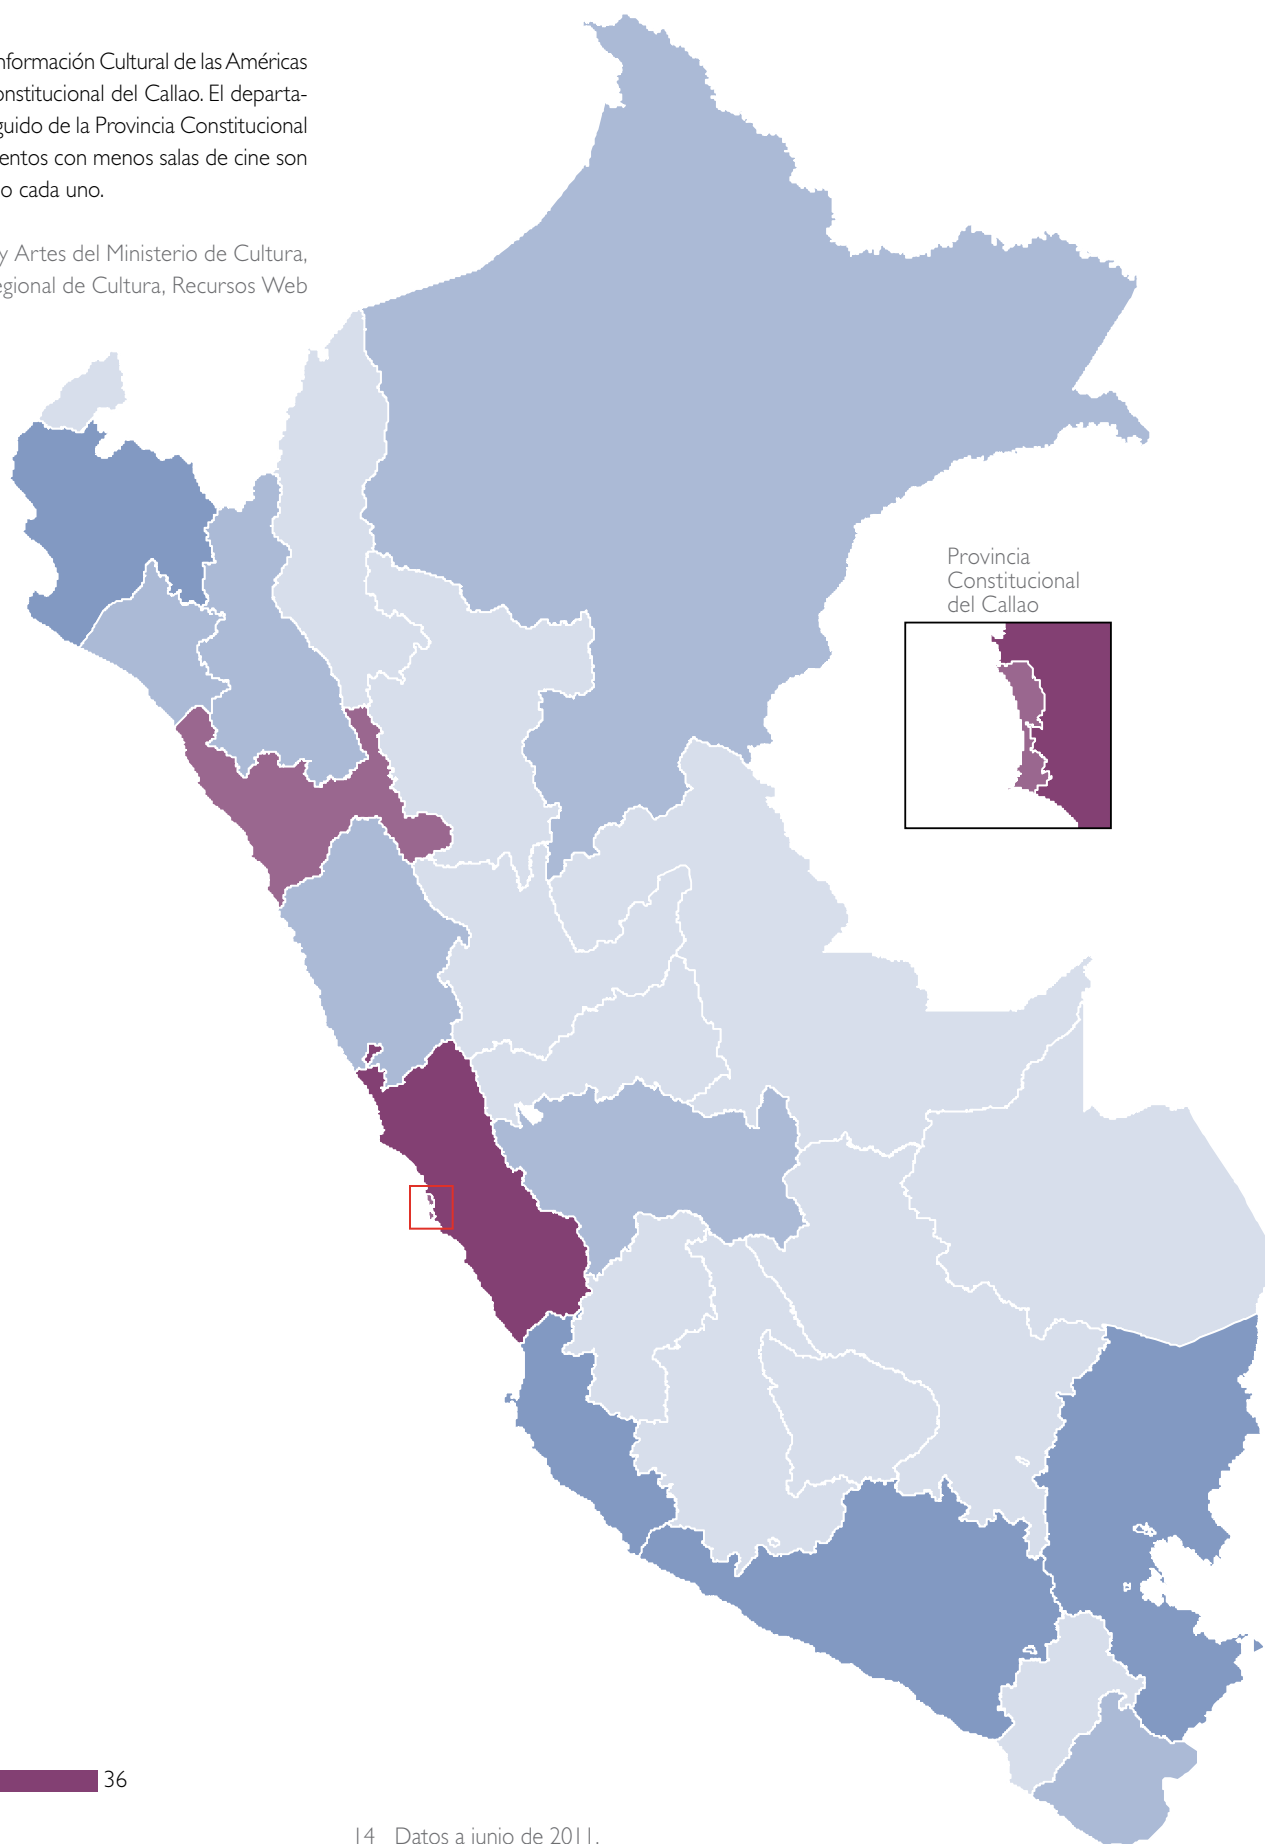 nformación Cultural de las Américas
onstitucional del Callao. El departa-
guido de la Provincia Constitucional
entos con menos salas de cine son
o cada uno.
y Artes del Ministerio de Cultura,
egional de Cultura, Recursos Web
Provincia
Constitucional
del Callao
36
14 Datos a junio de 2011.